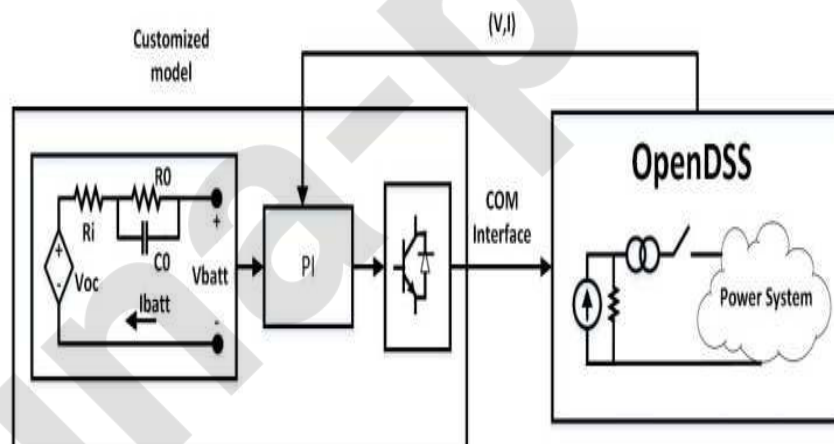 Customized
model
(V,I)
OpenDSS
R0
Ri
C0
+
+
-
Voc
Vbatt
Ibatt
-
PI
COM
Interface
Power System